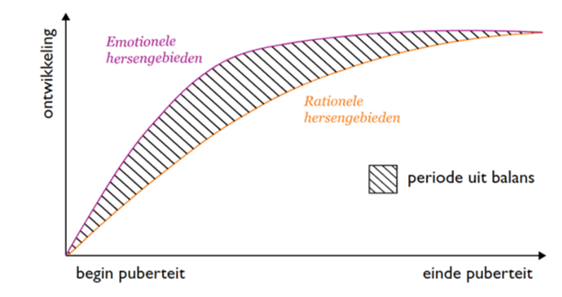 Emotionele
hersengebieden
ontwikkeling
Rationele
hersengebieden
periode uit balans
begin puberteit
einde puberteit